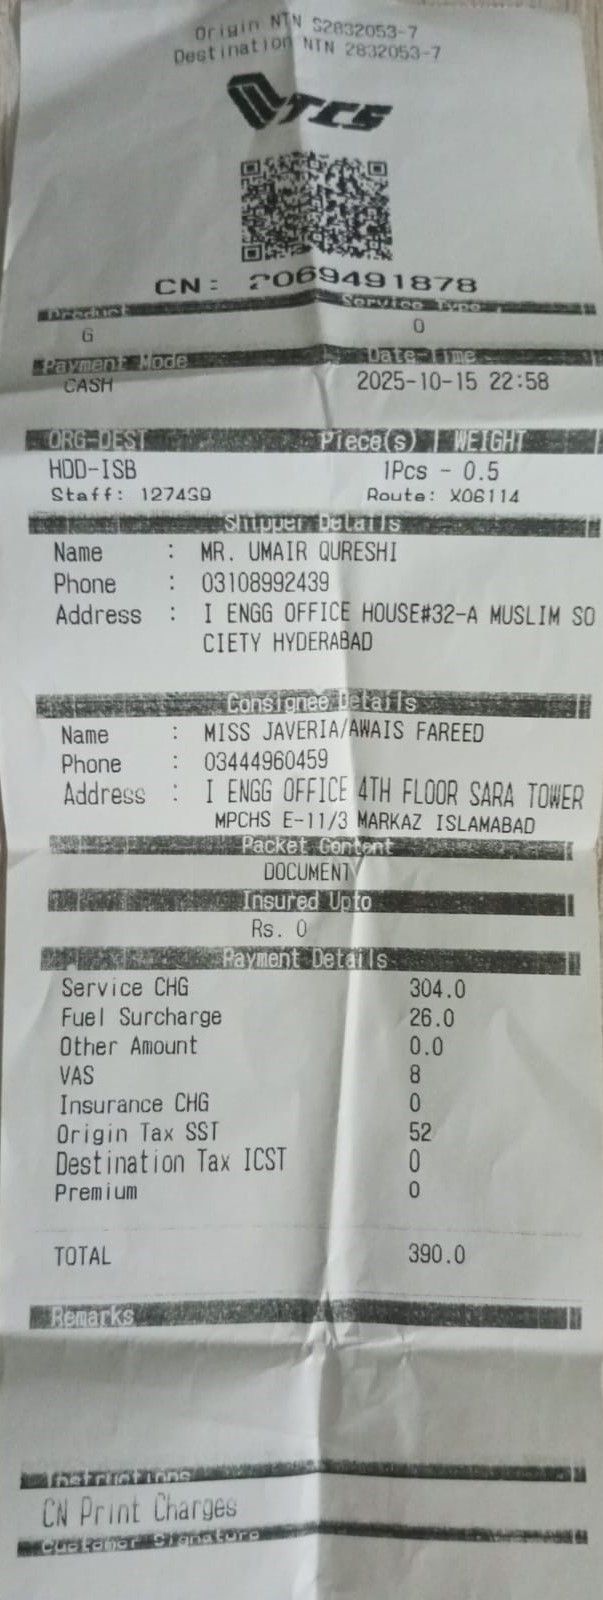 Origin NTN S2832053-7
Destination NTN 2832053-7
TCS
CN: 2069491878
Product Service Type
G 0
Payment Mode Date-Time
CASH 2025-10-15 22:58
ORG-DEST Piece(s) | WEIGHT
HDD-ISB 1Pcs - 0.5
Staff: 127439 Route: X06114
Shipper Details
Name : MR. UMAIR QURESHI
Phone : 03108992439
Address : I ENGG OFFICE HOUSE#32-A MUSLIM SO
CIETY HYDERABAD
Consignee Details
Name : MISS JAVERIA/AWAIS FAREED
Phone : 03444960459
Address : I ENGG OFFICE 4TH FLOOR SARA TOWER
MPCHS E-11/3 MARKAZ ISLAMABAD
Packet Content
DOCUMENT
Insured Upto
Rs. 0
Payment Details
Service CHG 304.0
Fuel Surcharge 26.0
Other Amount 0.0
VAS 8
Insurance CHG 0
Origin Tax SST 52
Destination Tax ICST 0
Premium 0
TOTAL 390.0
Remarks
Instructions
CN Print Charges
Customer Signature